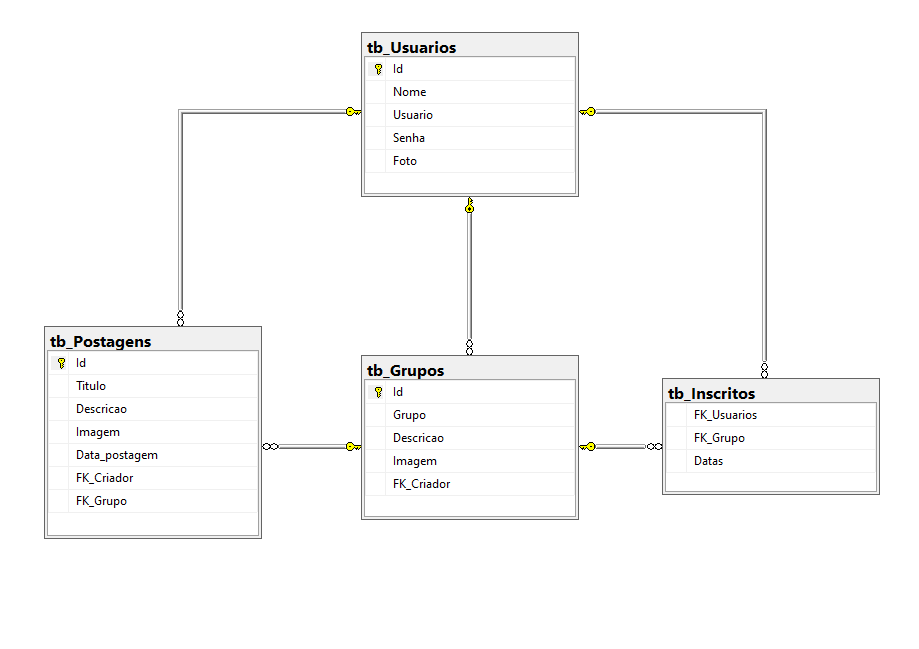 tb_Usuarios
Id
Nome
Usuario
Senha
Foto
tb_Postagens
Id
Titulo
Descricao
Imagem
Data_postagem
FK_Criador
FK_Grupo
tb_Grupos
Id
Grupo
Descricao
Imagem
FK_Criador
tb_Inscritos
FK_Usuarios
FK_Grupo
Datas